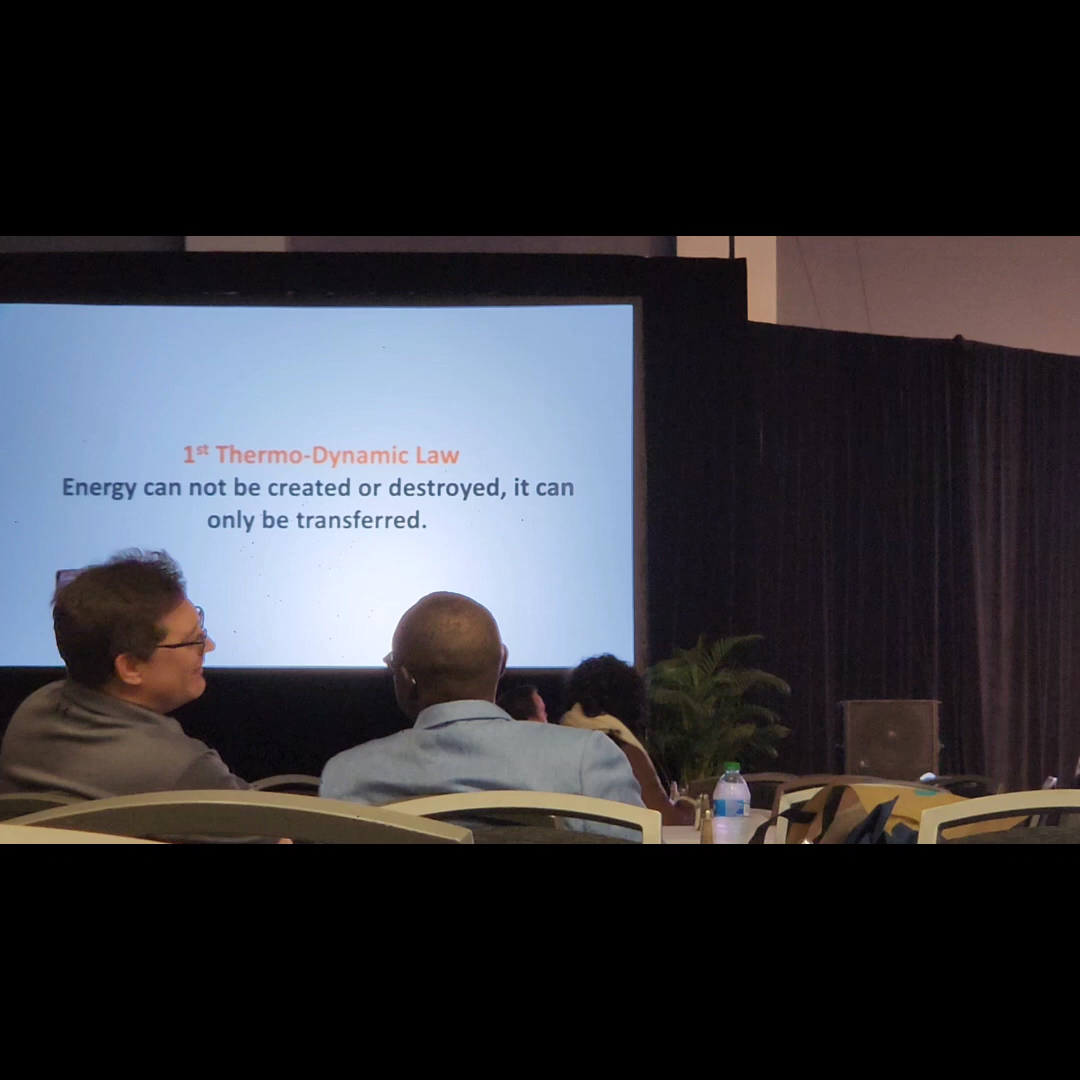 1st Thermo-Dynamic Law
Energy can not be created or destroyed, it can
only be transferred.